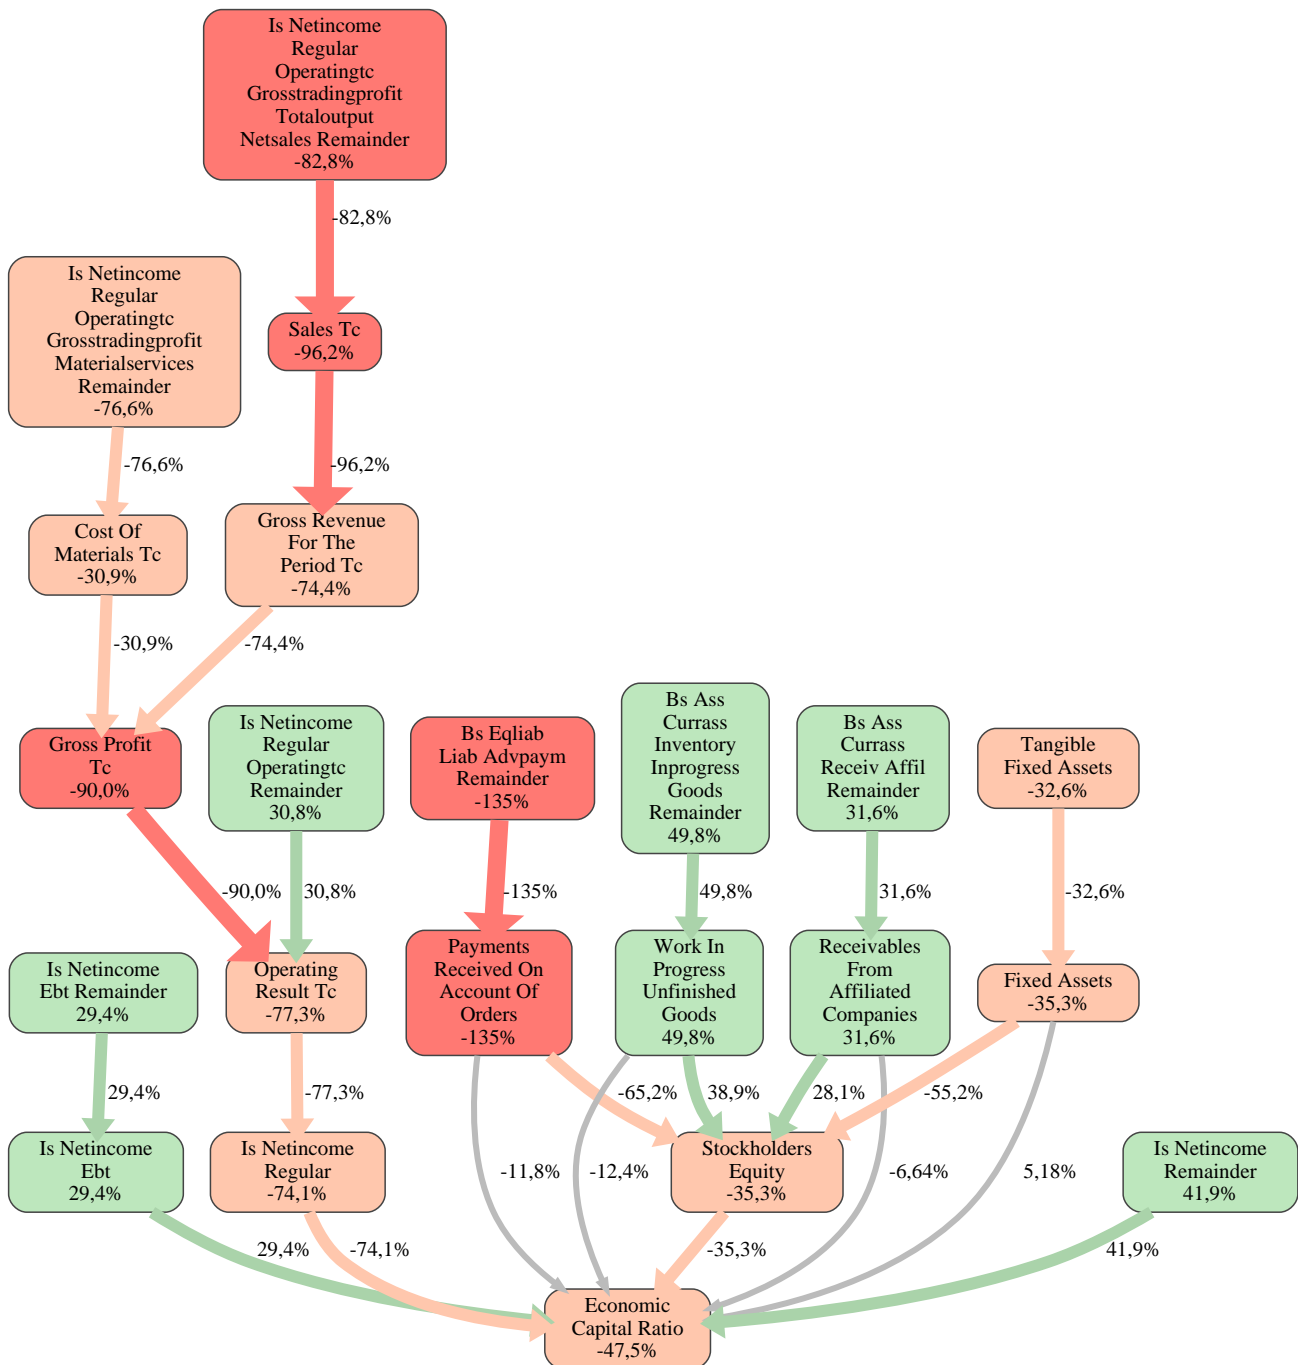 Is Netincome
Regular
Operatingtc
Grosstradingprofit
Totaloutput
Netsales Remainder
-82,8%
-82,8%
Is Netincome
Regular
Operatingtc
Grosstradingprofit
Materialservices
Remainder
-76,6%
Sales Tc
-96,2%
-76,6%
-96,2%
Cost Of
Materials Tc
-30,9%
Gross Revenue
For The
Period Tc
-74,4%
-30,9%
-74,4%
Gross Profit
Tc
-90,0%
Is Netincome
Regular
Operatingtc
Remainder
30,8%
Bs Eqliab
Liab Advpaym
Remainder
-135%
Bs Ass
Currass
Inventory
Inprogress
Goods
Remainder
49,8%
Bs Ass
Currass
Receiv Affil
Remainder
31,6%
Tangible
Fixed Assets
-32,6%
-90,0%
30,8%
-135%
49,8%
31,6%
-32,6%
Is Netincome
Ebt Remainder
29,4%
Operating
Result Tc
-77,3%
Payments
Received On
Account Of
Orders
-135%
Work In
Progress
Unfinished
Goods
49,8%
Receivables
From
Affiliated
Companies
31,6%
Fixed Assets
-35,3%
29,4%
-77,3%
-65,2%
38,9%
28,1%
-55,2%
Is Netincome
Ebt
29,4%
Is Netincome
Regular
-74,1%
-11,8%
-12,4%
Stockholders
Equity
-35,3%
-6,64%
5,18%
Is Netincome
Remainder
41,9%
29,4%
-74,1%
-35,3%
41,9%
Economic
Capital Ratio
-47,5%